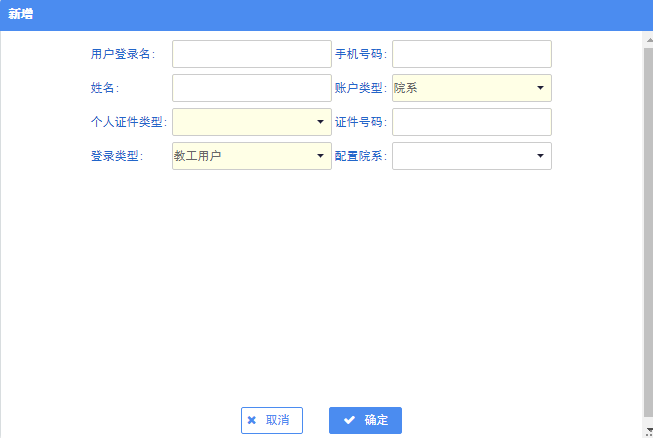 新增
用户登录名： 手机号码：
姓名： 账户类型： 院系
个人证件类型： 证件号码：
登录类型： 教工用户 配置院系：
取消 确定